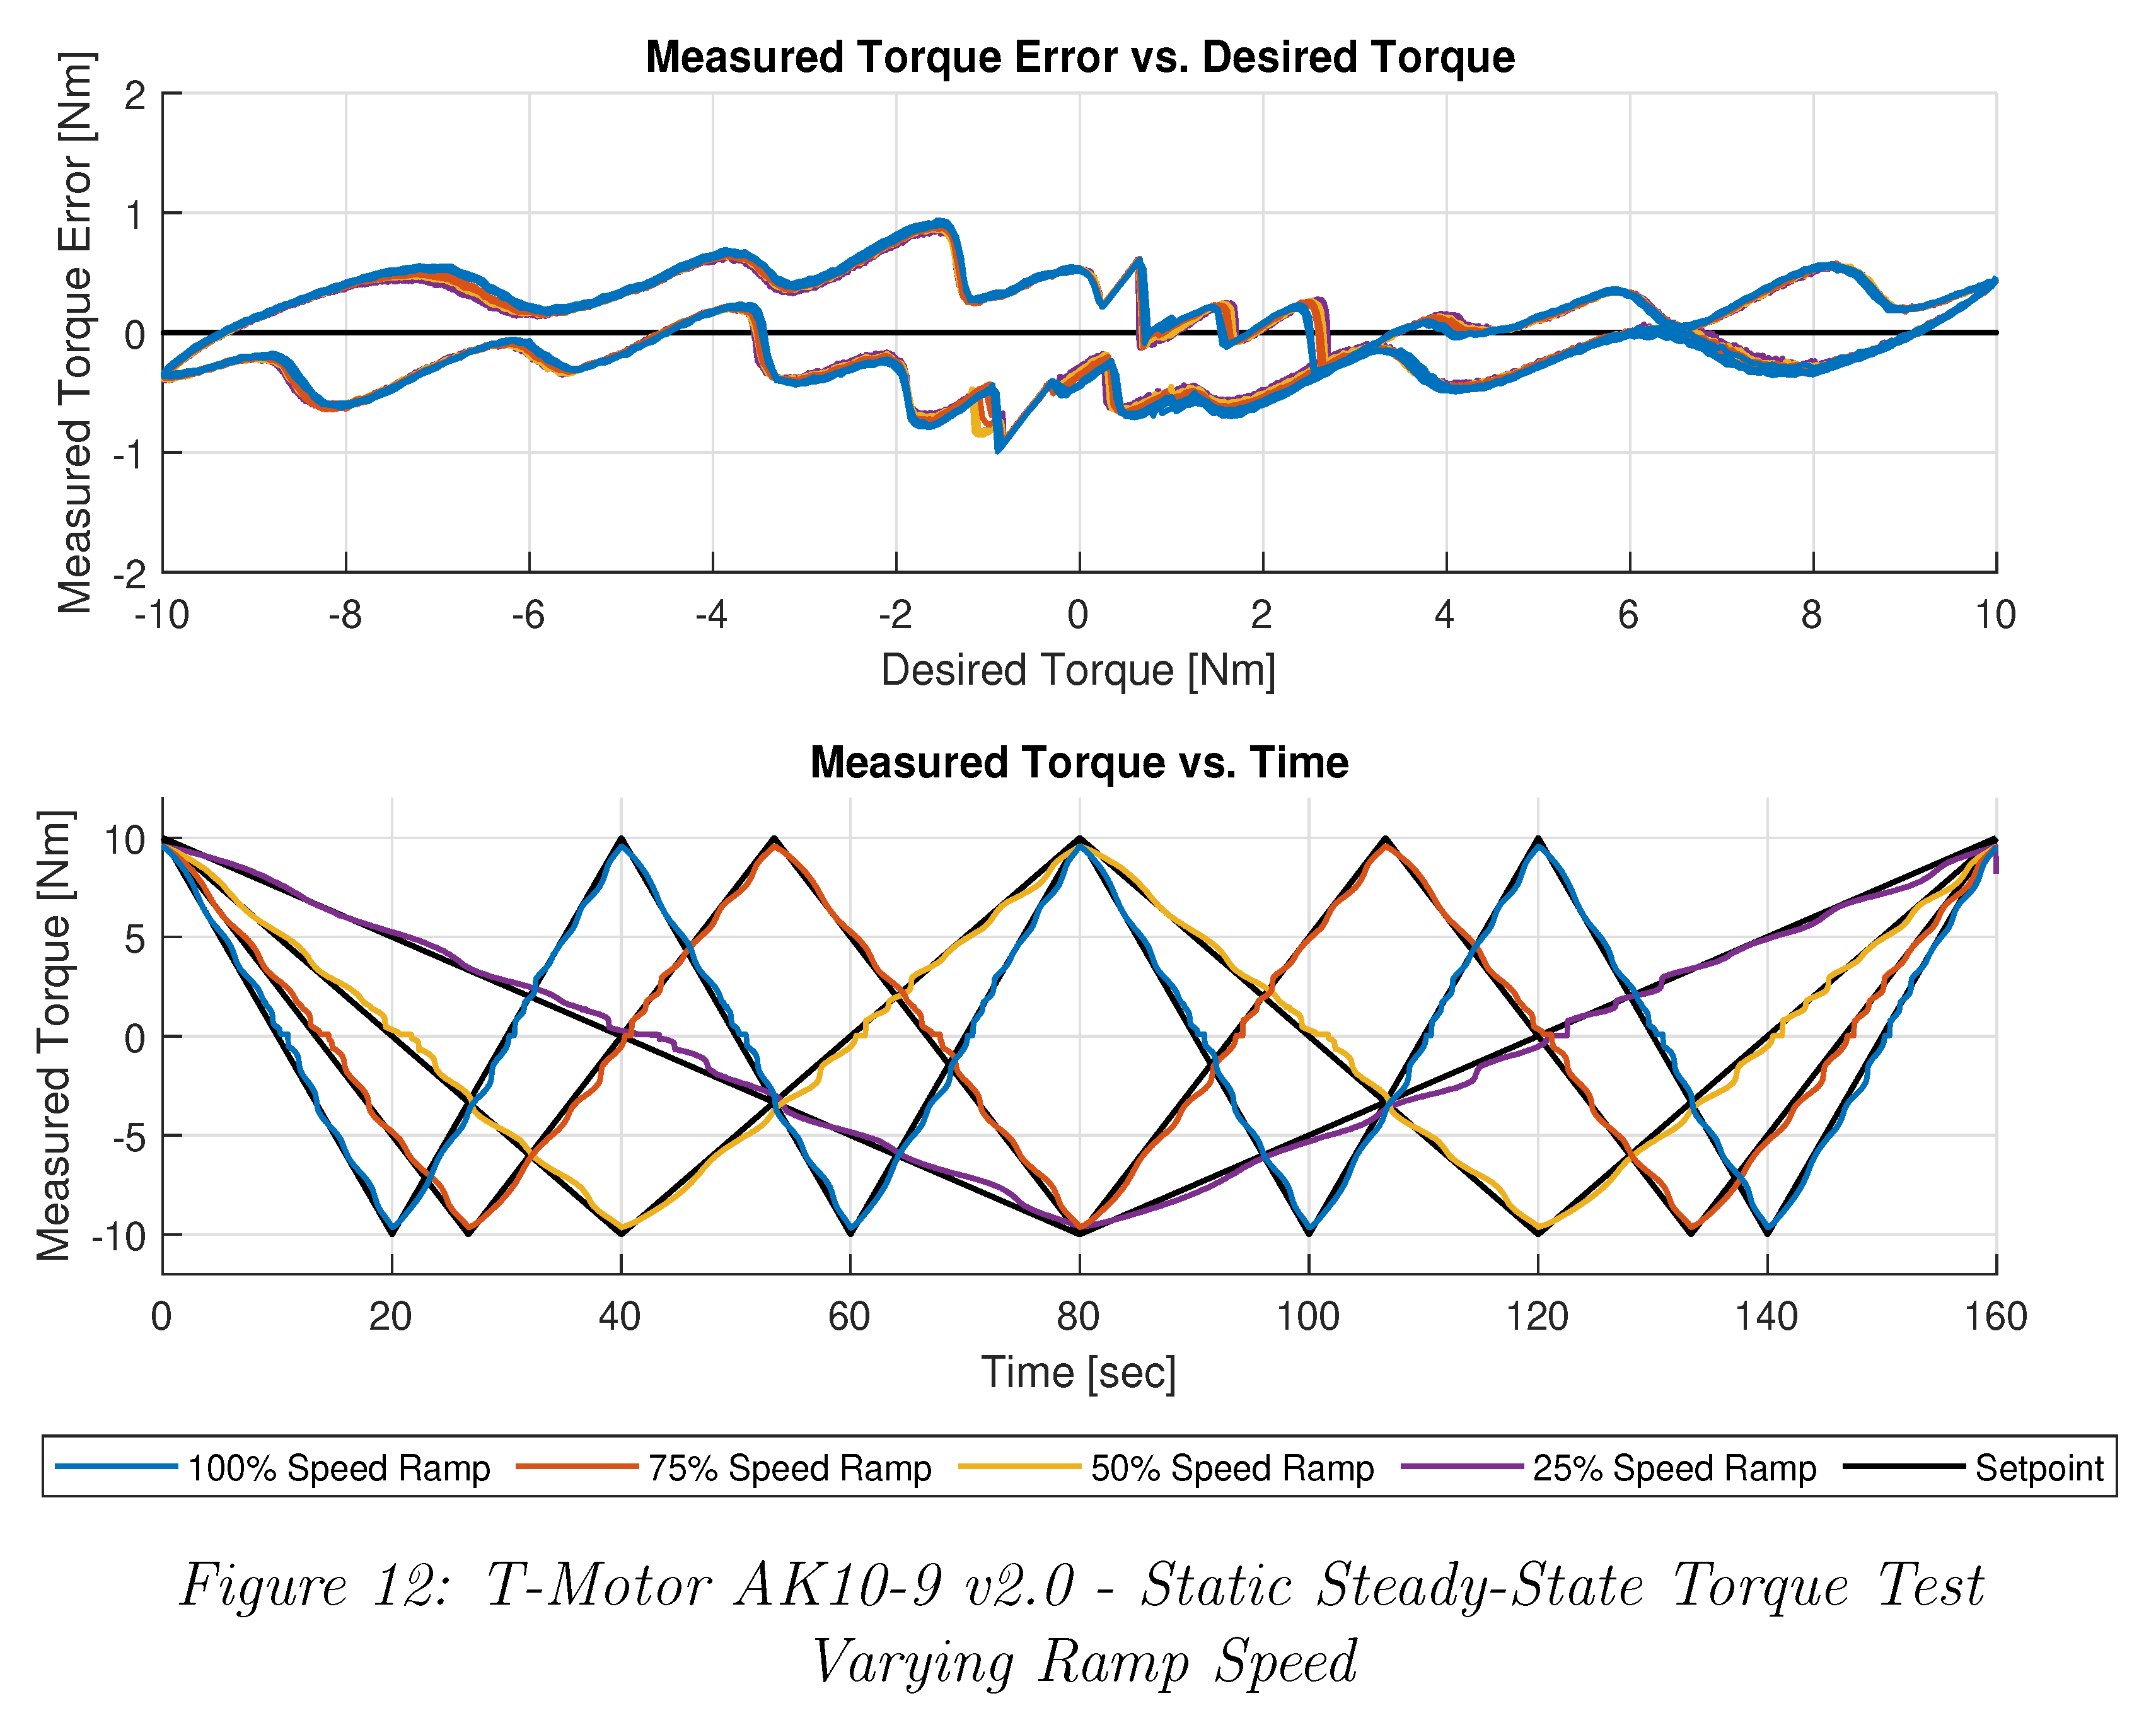 Measured Torque Error vs. Desired Torque
Measured Torque Error [Nm]
2
1
0
-1
-2
-10 -8 -6 -4 -2 0 2 4 6 8 10
Desired Torque [Nm]
Measured Torque vs. Time
Measured Torque [Nm]
10
5
0
-5
-10
0 20 40 60 80 100 120 140 160
Time [sec]
100% Speed Ramp 75% Speed Ramp 50% Speed Ramp 25% Speed Ramp Setpoint
Figure 12: T-Motor AK10-9 v2.0 - Static Steady-State Torque Test
Varying Ramp Speed